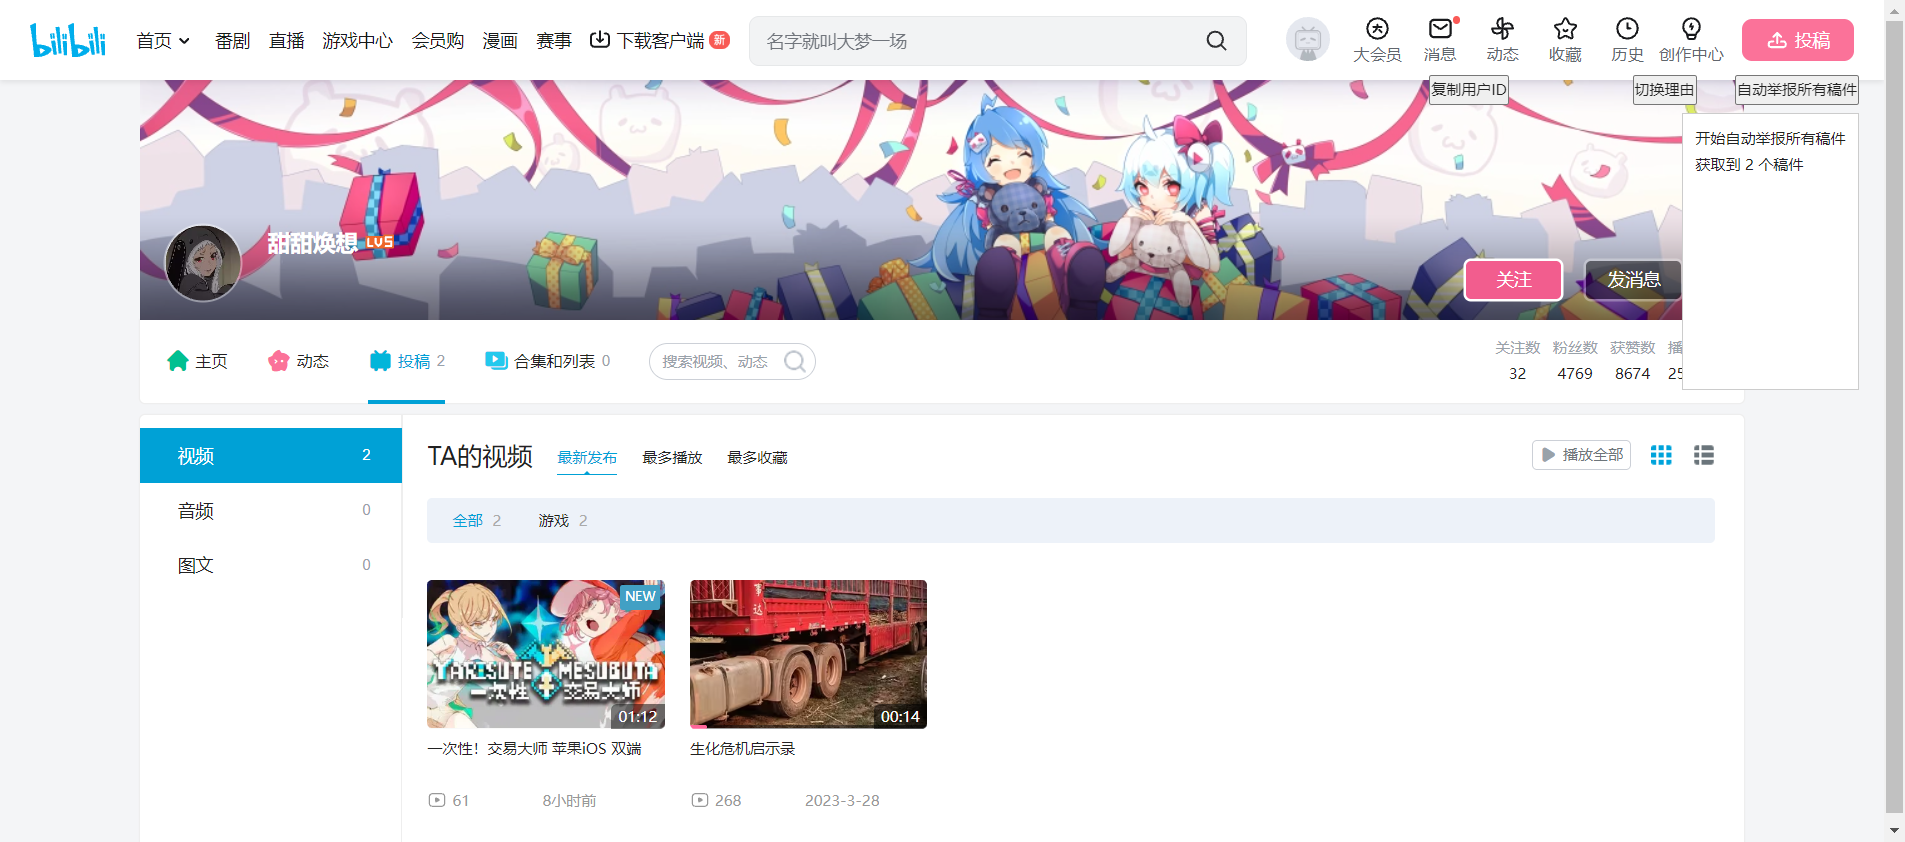 bilibili
首页
番剧
直播
游戏中心
会员购
漫画
赛事
下载客户端
新
名字就叫大梦一场
大会员
消息
动态
收藏
历史
创作中心
投稿
复制用户ID
切换理由
自动举报所有稿件
开始自动举报所有稿件
获取到 2 个稿件
甜甜焕想 LV5
关注
发消息
主页
动态
投稿 2
合集和列表 0
搜索视频、动态
关注数 粉丝数 获赞数 播
32 4769 8674 25
视频 2
音频 0
图文 0
TA的视频
最新发布
最多播放
最多收藏
播放全部
全部 2
游戏 2
NEW
YARISUTE MESUBUTA
一次性 交易大师
01:12
事达
00:14
一次性！交易大师 苹果iOS 双端
生化危机启示录
61
8小时前
268
2023-3-28